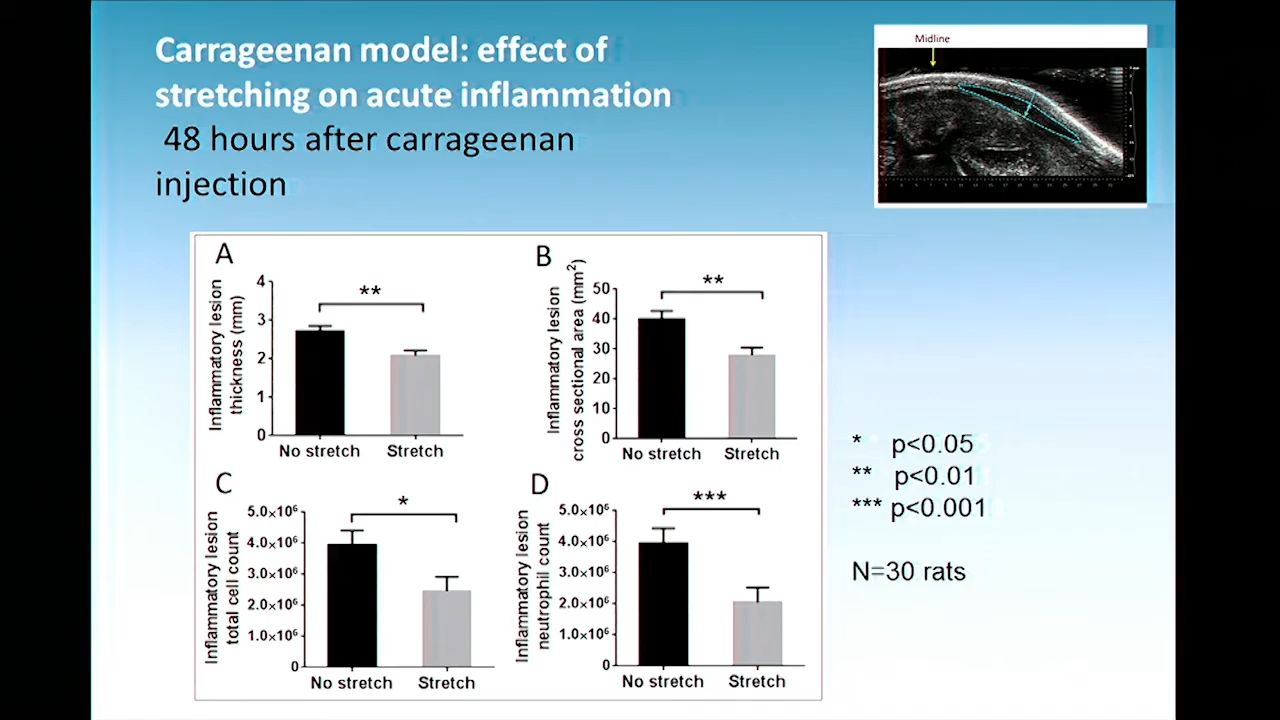 Carrageenan model: effect of
stretching on acute inflammation
48 hours after carrageenan
injection
Midline
A
Inflammatory lesion
thickness (mm)
4
3
2
1
0
**
No stretch
Stretch
B
Inflammatory lesion
cross sectional area (mm²)
50
40
30
20
10
0
**
No stretch
Stretch
C
Inflammatory lesion
total cell count
5.0×10⁶
4.0×10⁶
3.0×10⁶
2.0×10⁶
1.0×10⁶
0
*
No stretch
Stretch
D
Inflammatory lesion
neutrophil count
5.0×10⁶
4.0×10⁶
3.0×10⁶
2.0×10⁶
1.0×10⁶
0
***
No stretch
Stretch
* p<0.05
** p<0.01
*** p<0.001
N=30 rats